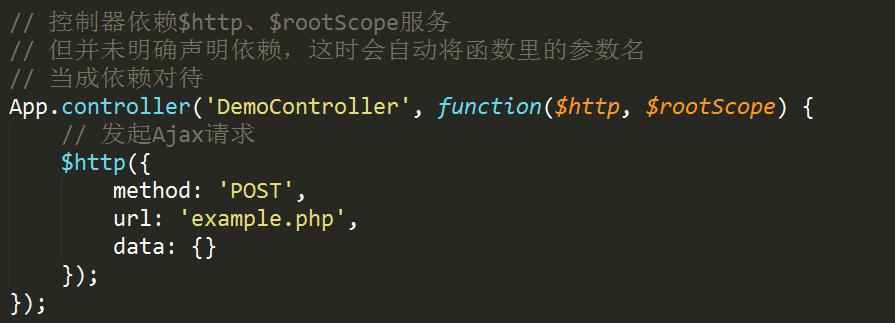 // 控制器依赖$http、$rootScope服务
// 但并未明确声明依赖，这时会自动将函数里的参数名
// 当成依赖对待
App.controller('DemoController', function($http, $rootScope) {
    // 发起Ajax请求
    $http({
        method: 'POST',
        url: 'example.php',
        data: {}
    });
});